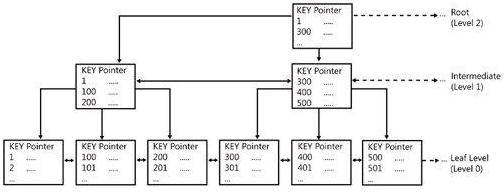 KEY Pointer
1 .....
300 .....
...
... Root
(Level 2)
KEY Pointer
1 .....
100 .....
200 .....
KEY Pointer
300 .....
400 .....
500 .....
... Intermediate
(Level 1)
KEY Pointer
1 .....
2 .....
...
KEY Pointer
100 .....
101 .....
...
KEY Pointer
200 .....
201 .....
...
KEY Pointer
300 .....
301 .....
...
KEY Pointer
400 .....
401 .....
...
KEY Pointer
500 .....
501 .....
...
... Leaf Level
(Level 0)